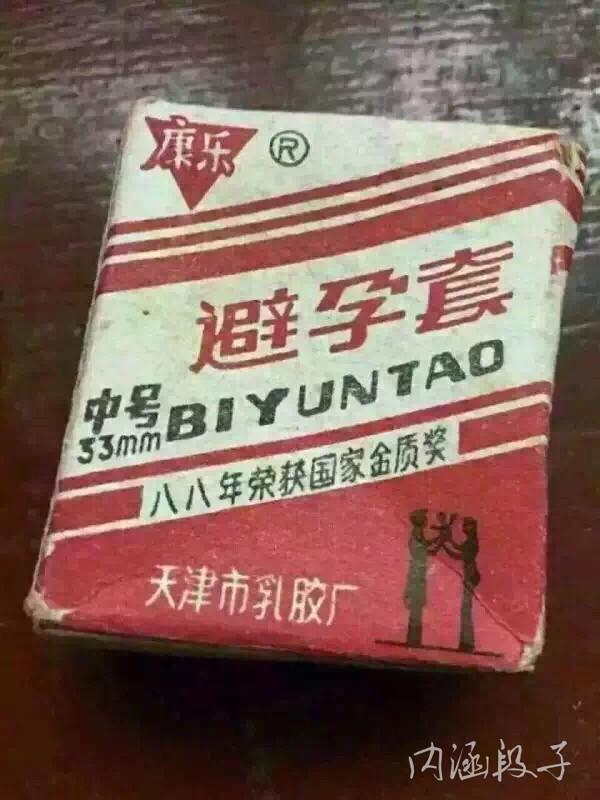 康乐 ®
避孕套
中号
33mm
BIYUNTAO
八八年荣获国家金质奖
天津市乳胶厂
内涵段子